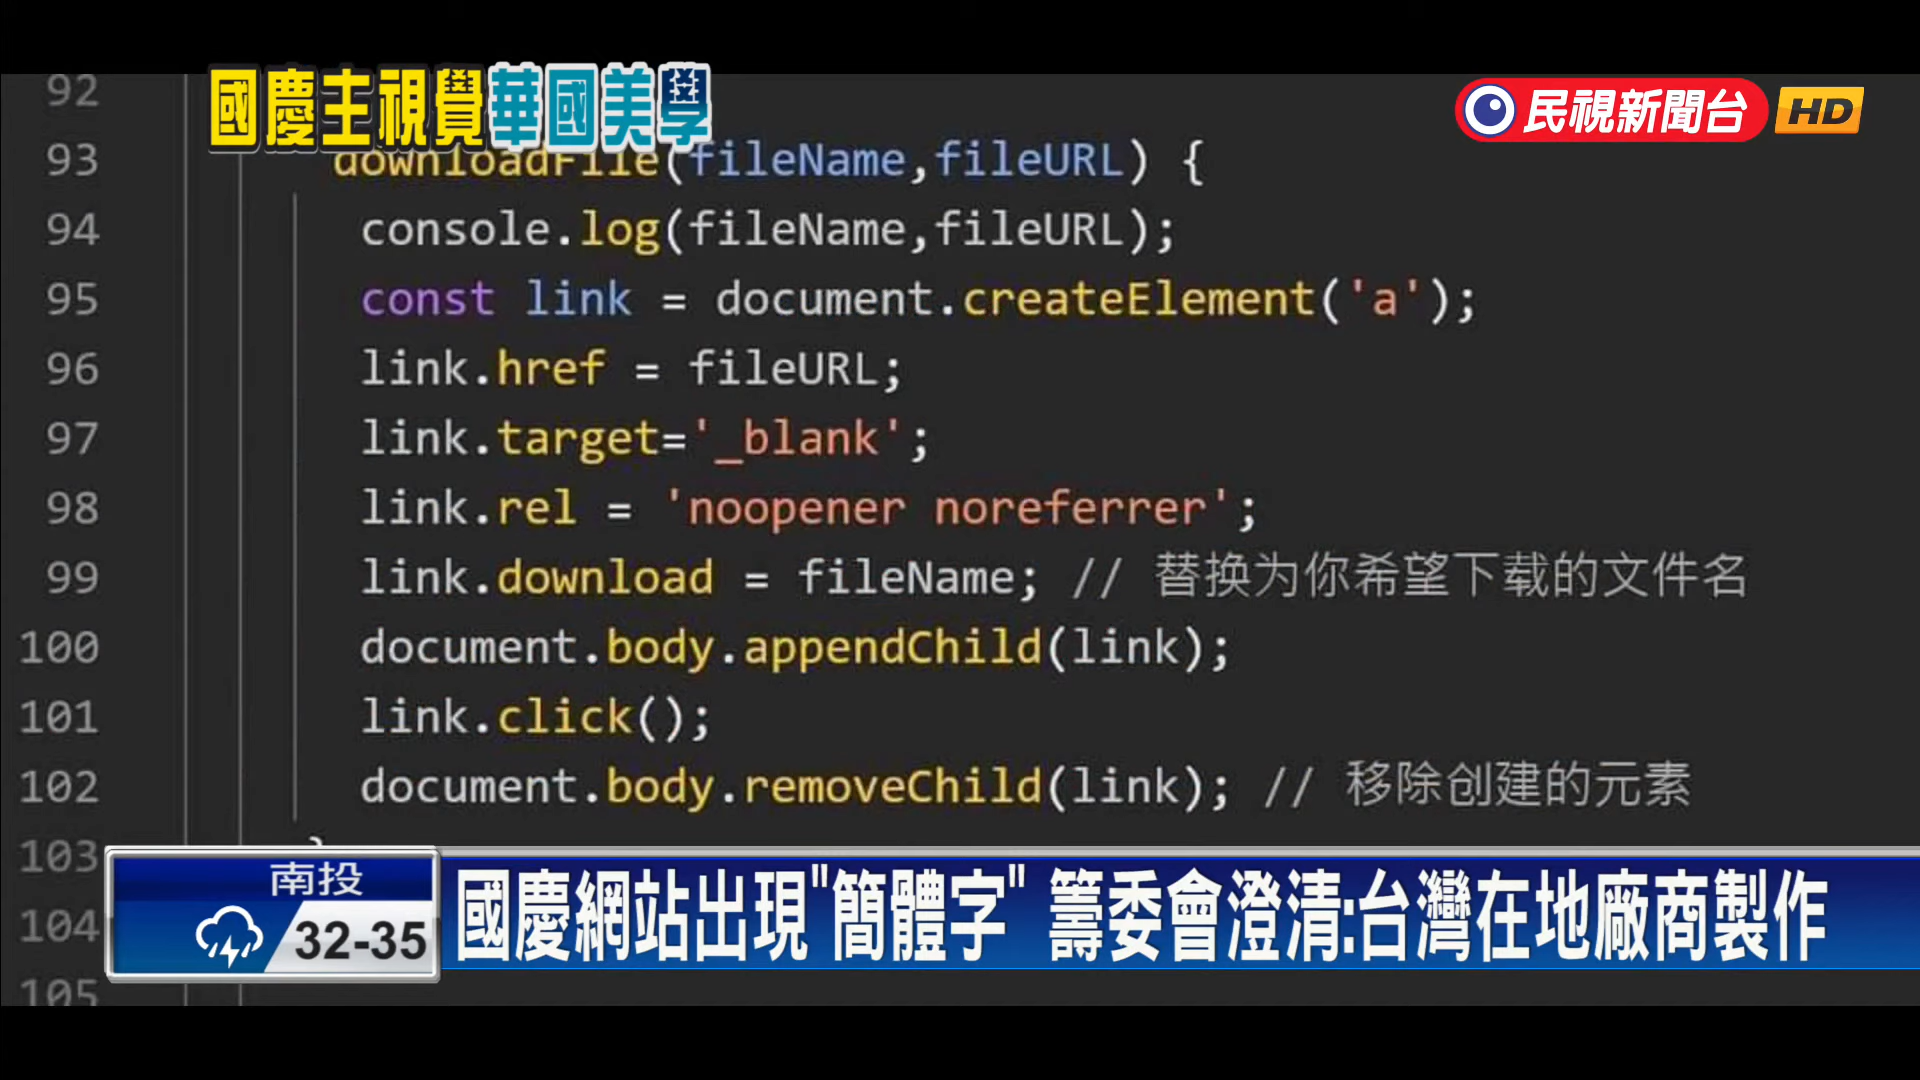 國慶主視覺華國美學
民視新聞台 HD
92
93 downloadFile(fileName,fileURL) {
94 console.log(fileName,fileURL);
95 const link = document.createElement('a');
96 link.href = fileURL;
97 link.target='_blank';
98 link.rel = 'noopener noreferrer';
99 link.download = fileName; // 替换为你希望下载的文件名
100 document.body.appendChild(link);
101 link.click();
102 document.body.removeChild(link); // 移除创建的元素
103 }
南投
32-35
國慶網站出現"簡體字" 籌委會澄清:台灣在地廠商製作
104
105